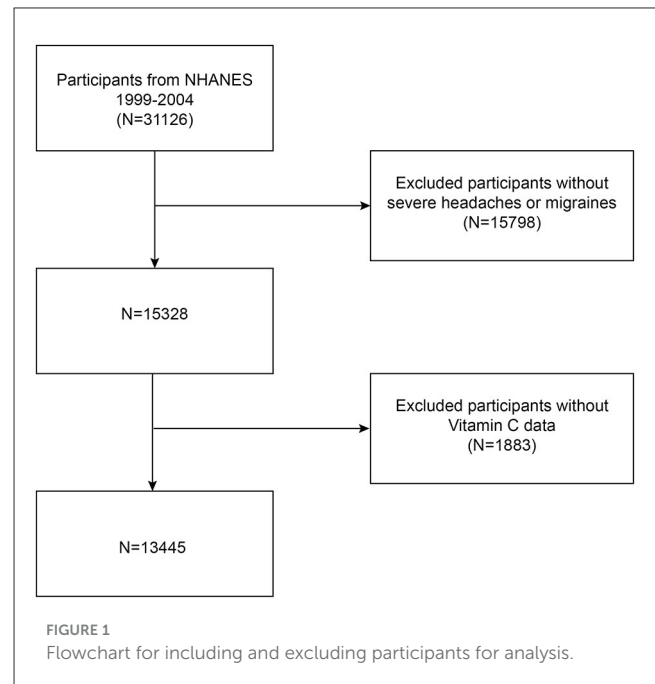 Participants from NHANES
1999-2004
(N=31126)
Excluded participants without
severe headaches or migraines
(N=15798)
N=15328
Excluded participants without
Vitamin C data
(N=1883)
N=13445
FIGURE 1
Flowchart for including and excluding participants for analysis.